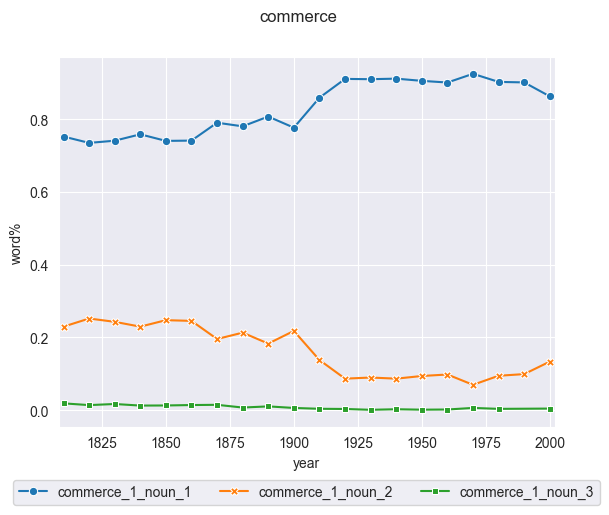 commerce
word%
0.8
0.6
0.4
0.2
0.0
1825 1850 1875 1900 1925 1950 1975 2000
year
commerce_1_noun_1 commerce_1_noun_2 commerce_1_noun_3